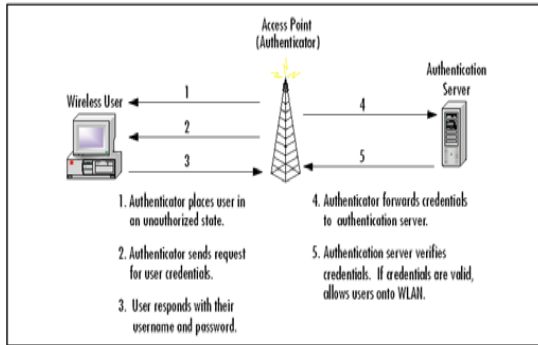 Access Point
(Authenticator)
Authentication
Server
Wireless User
1
2
3
4
5
1. Authenticator places user in
an unauthorized state.
2. Authenticator sends request
for user credentials.
3. User responds with their
username and password.
4. Authenticator forwards credentials
to authentication server.
5. Authentication server verifies
credentials. If credentials are valid,
allows users onto WLAN.